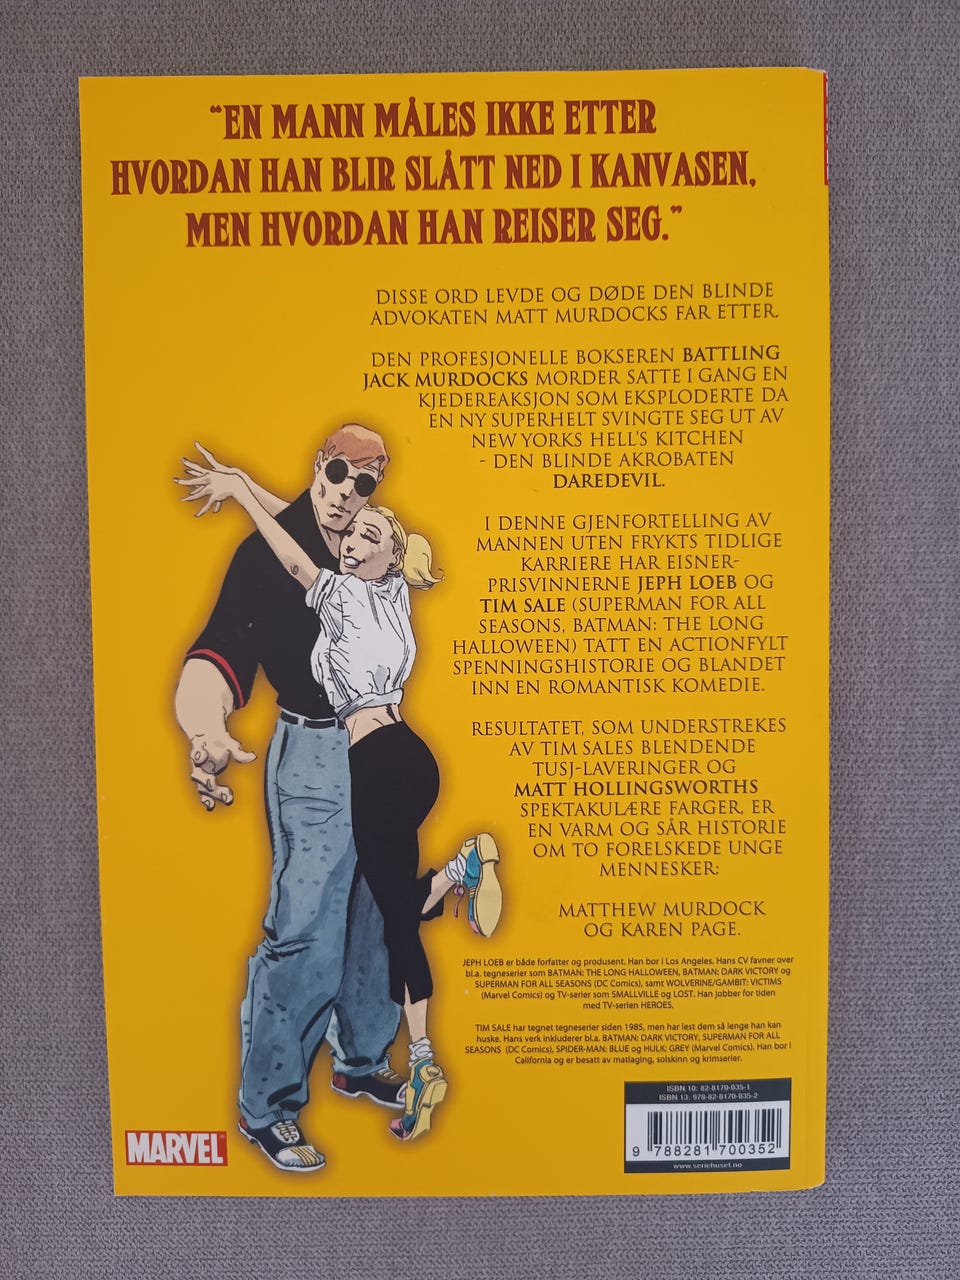 “EN MANN MÅLES IKKE ETTER
HVORDAN HAN BLIR SLÅTT NED I KANVASEN,
MEN HVORDAN HAN REISER SEG.”
DISSE ORD LEVDE OG DØDE DEN BLINDE
ADVOKATEN MATT MURDOCKS FAR ETTER.
DEN PROFESJONELLE BOKSEREN BATTLING
JACK MURDOCKS MORDER SATTE I GANG EN
KJEDEREAKSJON SOM EKSPLODERTE DA
EN NY SUPERHELT SVINGTE SEG UT AV
NEW YORKS HELL'S KITCHEN
- DEN BLINDE AKROBATEN
DAREDEVIL.
I DENNE GJENFORTELLING AV
MANNEN UTEN FRYKTS TIDLIGE
KARRIERE HAR EISNER-
PRISVINNERNE JEPH LOEB OG
TIM SALE (SUPERMAN FOR ALL
SEASONS, BATMAN: THE LONG
HALLOWEEN) TATT EN ACTIONFYLT
SPENNINGSHISTORIE OG BLANDET
INN EN ROMANTISK KOMEDIE.
RESULTATET, SOM UNDERSTREKES
AV TIM SALES BLENDENDE
TUSJ-LAVERINGER OG
MATT HOLLINGSWORTHS
SPEKTAKULÆRE FARGER, ER
EN VARM OG SÅR HISTORIE
OM TO FORELSKEDE UNGE
MENNESKER:
MATTHEW MURDOCK
OG KAREN PAGE.
JEPH LOEB er både forfatter og produsent. Han bor i Los Angeles. Hans CV favner over
bl.a. tegneserier som BATMAN: THE LONG HALLOWEEN, BATMAN: DARK VICTORY og
SUPERMAN FOR ALL SEASONS (DC Comics), samt WOLVERINE/GAMBIT: VICTIMS
(Marvel Comics) og TV-serier som SMALLVILLE og LOST. Han jobber for tiden
med TV-serien HEROES.
TIM SALE har tegnet tegneserier siden 1985, men har lest dem så lenge han kan
huske. Hans verk inkluderer bl.a. BATMAN: DARK VICTORY, SUPERMAN FOR ALL
SEASONS (DC Comics), SPIDER-MAN: BLUE og HULK: GREY (Marvel Comics). Han bor i
California og er besatt av matlaging, solskinn og krimserier.
ISBN 10: 82-8170-035-1
ISBN 13: 978-82-8170-035-2
9 788281 700352
www.seriehuset.no
MARVEL